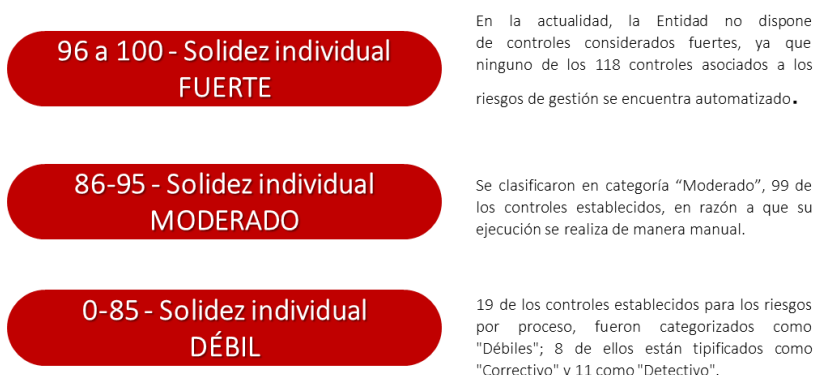 96 a 100 - Solidez individual
FUERTE
En la actualidad, la Entidad no dispone
de controles considerados fuertes, ya que
ninguno de los 118 controles asociados a los
riesgos de gestión se encuentra automatizado.
86-95 - Solidez individual
MODERADO
Se clasificaron en categoría “Moderado”, 99 de
los controles establecidos, en razón a que su
ejecución se realiza de manera manual.
0-85 - Solidez individual
DÉBIL
19 de los controles establecidos para los riesgos
por proceso, fueron categorizados como
"Débiles"; 8 de ellos están tipificados como
"Correctivo" y 11 como "Detectivo".